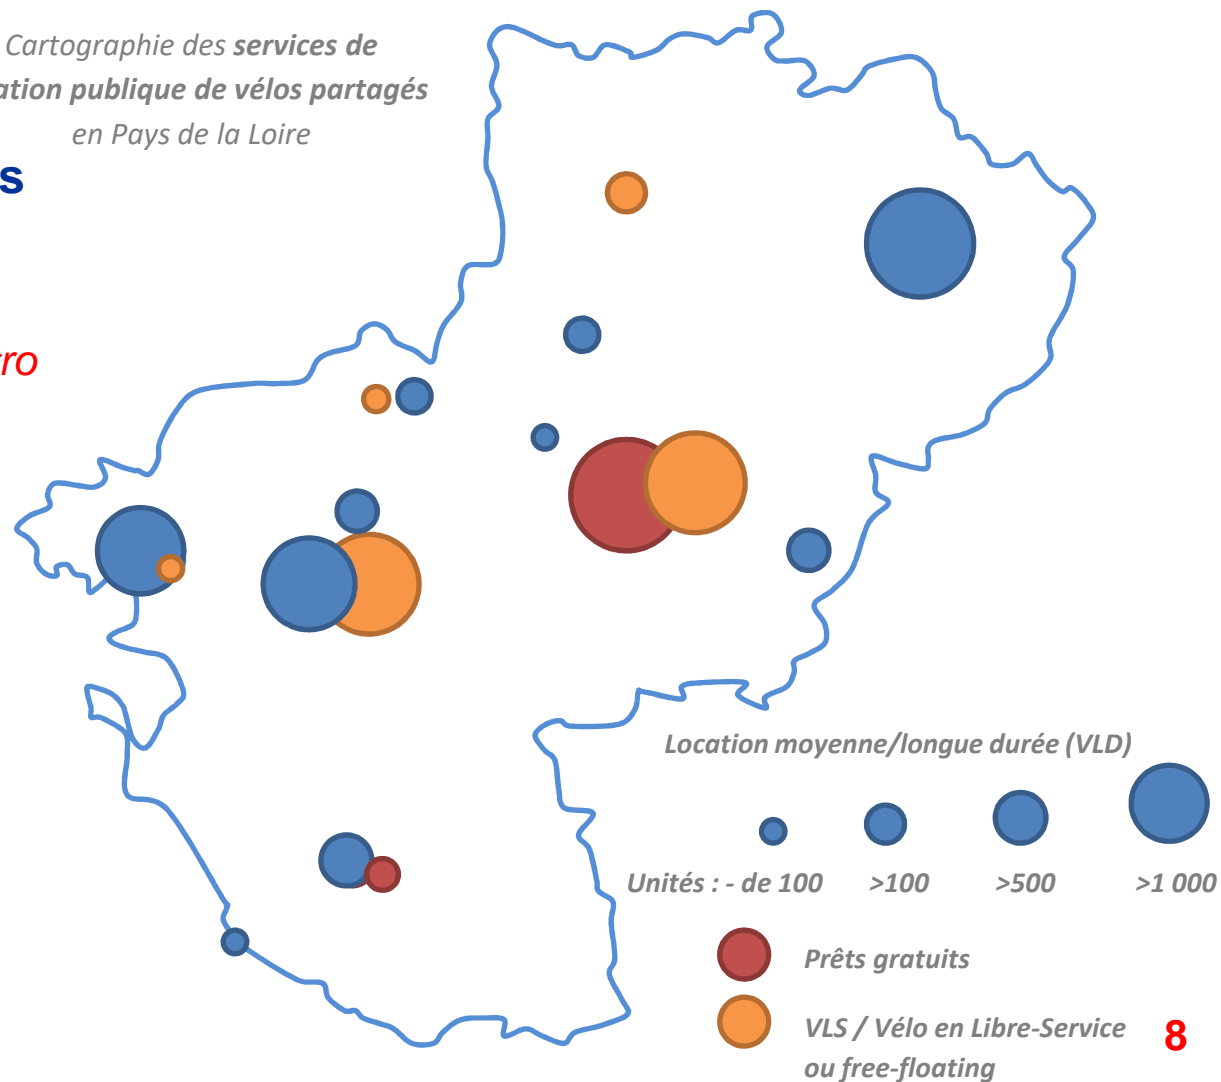 Cartographie des services de
ation publique de vélos partagés
en Pays de la Loire
s
ro
Location moyenne/longue durée (VLD)
Unités : - de 100 >100 >500 >1 000
Prêts gratuits
VLS / Vélo en Libre-Service
ou free-floating
8